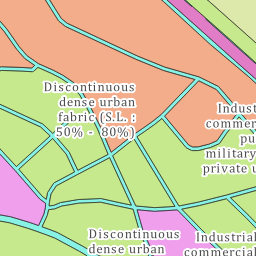 Discontinuous
dense urban
fabric (S.L. :
50% - 80%)
Indust
commer
pu
military
private u
Discontinuous
dense urban
Industrial
commercial